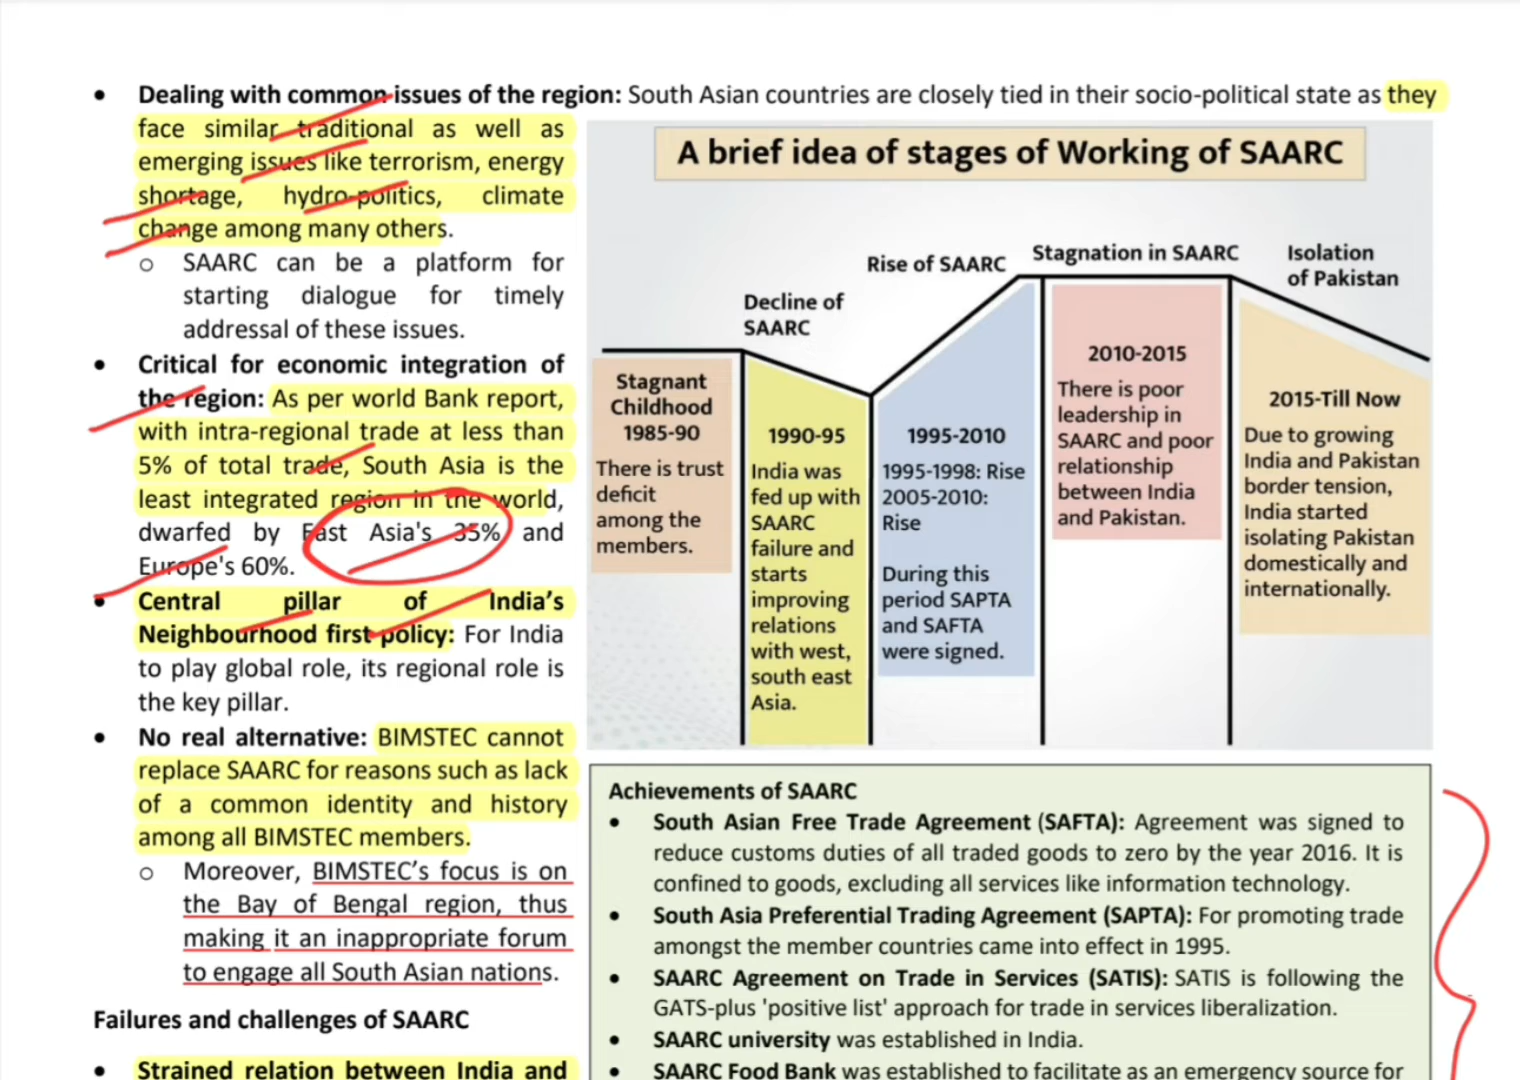 • Dealing with common issues of the region: South Asian countries are closely tied in their socio-political state as they
face similar traditional as well as
emerging issues like terrorism, energy
shortage, hydro-politics, climate
change among many others.
o SAARC can be a platform for
starting dialogue for timely
addressal of these issues.
• Critical for economic integration of
the region: As per world Bank report,
with intra-regional trade at less than
5% of total trade, South Asia is the
least integrated region in the world,
dwarfed by East Asia's 35% and
Europe's 60%.
• Central pillar of India's
Neighbourhood first policy: For India
to play global role, its regional role is
the key pillar.
• No real alternative: BIMSTEC cannot
replace SAARC for reasons such as lack
of a common identity and history
among all BIMSTEC members.
o Moreover, BIMSTEC's focus is on
the Bay of Bengal region, thus
making it an inappropriate forum
to engage all South Asian nations.
Failures and challenges of SAARC
• Strained relation between India and
A brief idea of stages of Working of SAARC
Stagnant
Childhood
1985-90
There is trust
deficit
among the
members.
Decline of
SAARC
1990-95
India was
fed up with
SAARC
failure and
starts
improving
relations
with west,
south east
Asia.
Rise of SAARC
1995-2010
1995-1998: Rise
2005-2010:
Rise
During this
period SAPTA
and SAFTA
were signed.
Stagnation in SAARC
2010-2015
There is poor
leadership in
SAARC and poor
relationship
between India
and Pakistan.
Isolation
of Pakistan
2015-Till Now
Due to growing
India and Pakistan
border tension,
India started
isolating Pakistan
domestically and
internationally.
Achievements of SAARC
• South Asian Free Trade Agreement (SAFTA): Agreement was signed to
reduce customs duties of all traded goods to zero by the year 2016. It is
confined to goods, excluding all services like information technology.
• South Asia Preferential Trading Agreement (SAPTA): For promoting trade
amongst the member countries came into effect in 1995.
• SAARC Agreement on Trade in Services (SATIS): SATIS is following the
GATS-plus 'positive list' approach for trade in services liberalization.
• SAARC university was established in India.
• SAARC Food Bank was established to facilitate as an emergency source for